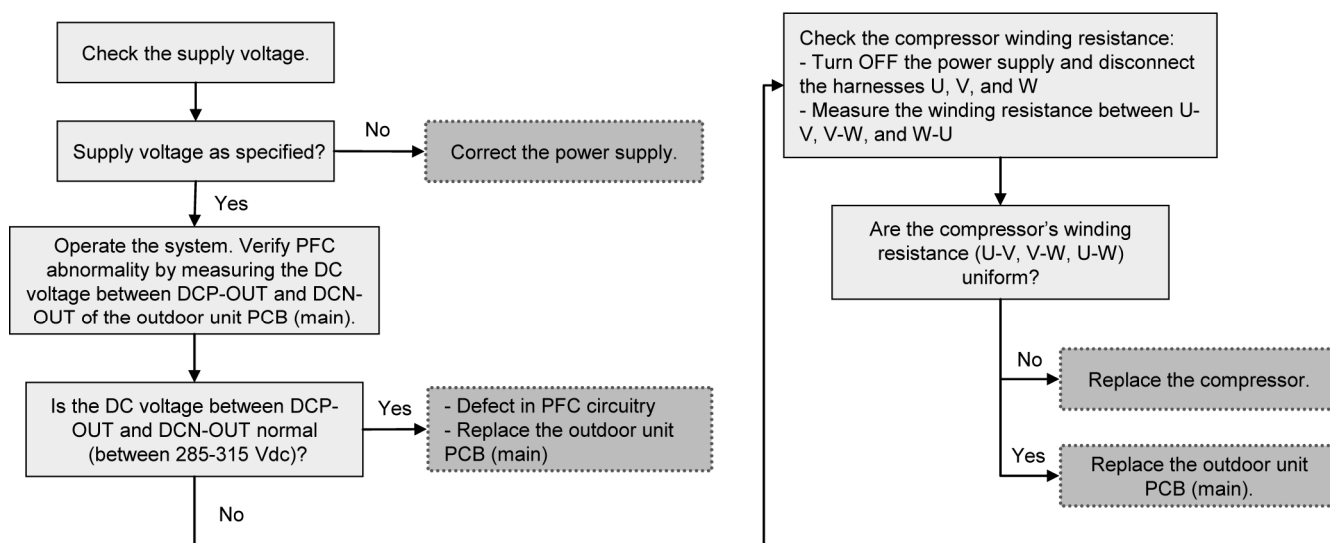 Check the supply voltage.
Supply voltage as specified?
No
Correct the power supply.
Yes
Operate the system. Verify PFC
abnormality by measuring the DC
voltage between DCP-OUT and DCN-
OUT of the outdoor unit PCB (main).
Is the DC voltage between DCP-
OUT and DCN-OUT normal
(between 285-315 Vdc)?
Yes
- Defect in PFC circuitry
- Replace the outdoor unit
PCB (main)
No
Check the compressor winding resistance:
- Turn OFF the power supply and disconnect
the harnesses U, V, and W
- Measure the winding resistance between U-
V, V-W, and W-U
Are the compressor's winding
resistance (U-V, V-W, U-W)
uniform?
No
Replace the compressor.
Yes
Replace the outdoor unit
PCB (main).